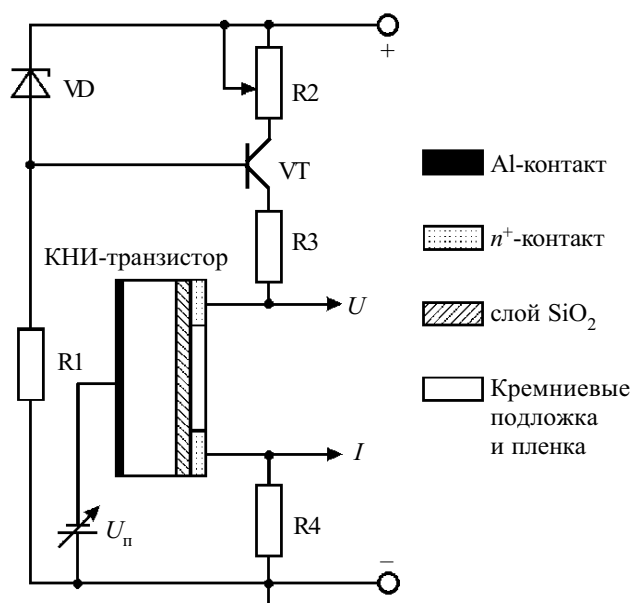 +
VD
R2
VT
R3
КНИ-транзистор
U
R1
I
R4
Uп
−
Al-контакт
n⁺-контакт
слой SiO₂
Кремниевые
подложка
и пленка